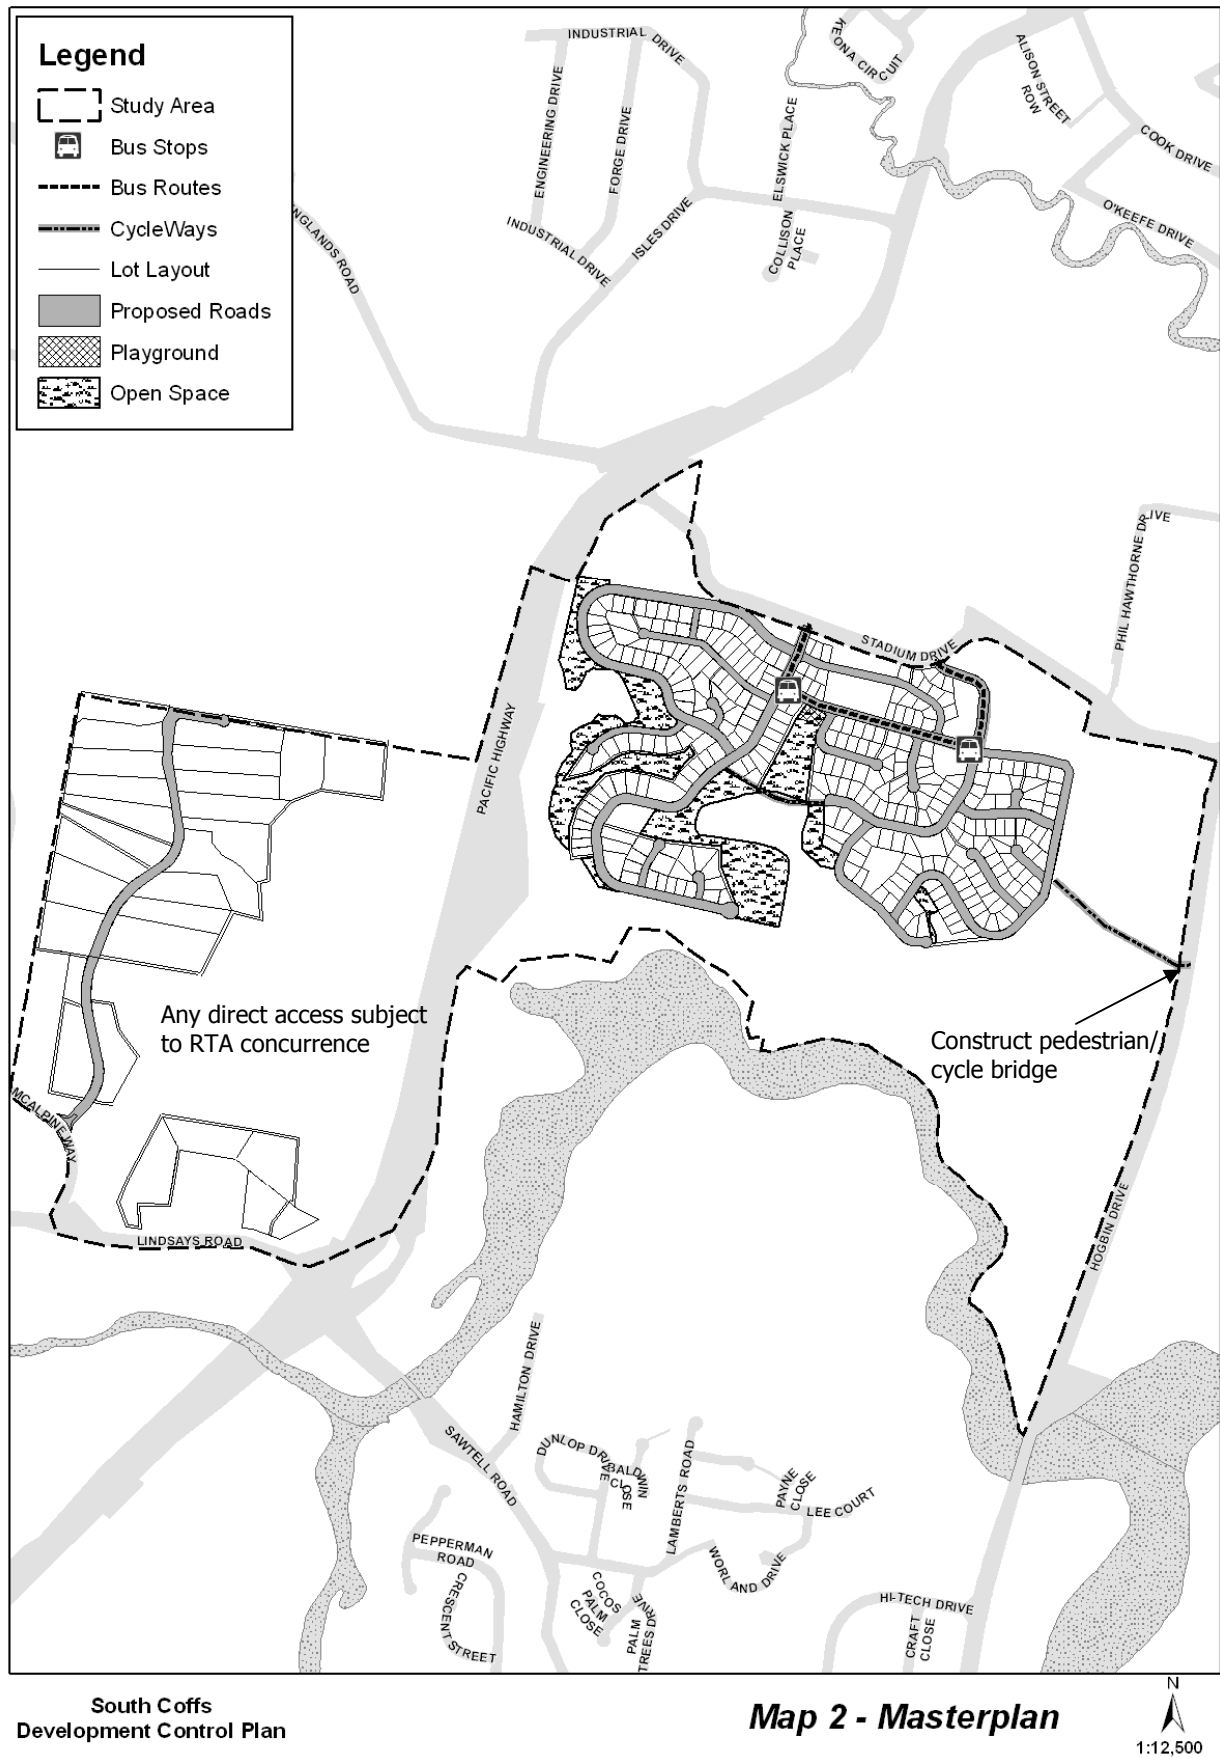 Legend
Study Area
Bus Stops
Bus Routes
CycleWays
Lot Layout
Proposed Roads
Playground
Open Space
INDUSTRIAL DRIVE
ENGINEERING DRIVE
FORGE DRIVE
INDUSTRIAL DRIVE
ISLES DRIVE
ELSWICK PLACE
COLLISON
PLACE
KEONA CIRCUIT
ALISON STREET
ROW
COOK DRIVE
O'KEEFE DRIVE
NGLANDS ROAD
PHIL HAWTHORNE DRIVE
STADIUM DRIVE
PACIFIC HIGHWAY
Any direct access subject
to RTA concurrence
Construct pedestrian/
cycle bridge
MCALPINE WAY
LINDSAYS ROAD
HOGBIN DRIVE
HAMILTON DRIVE
SAWTELL ROAD
DUNLOP DRIVE
BALDWIN
CLOSE
LAMBERTS ROAD
PAYNE
CLOSE
LEE COURT
WORLAND DRIVE
PEPPERMAN
ROAD
CRESCENT STREET
COCOS
PALM
CLOSE
PALM
TREES DRIVE
HI-TECH DRIVE
CRAFT
CLOSE
South Coffs
Development Control Plan
Map 2 - Masterplan
N
1:12,500